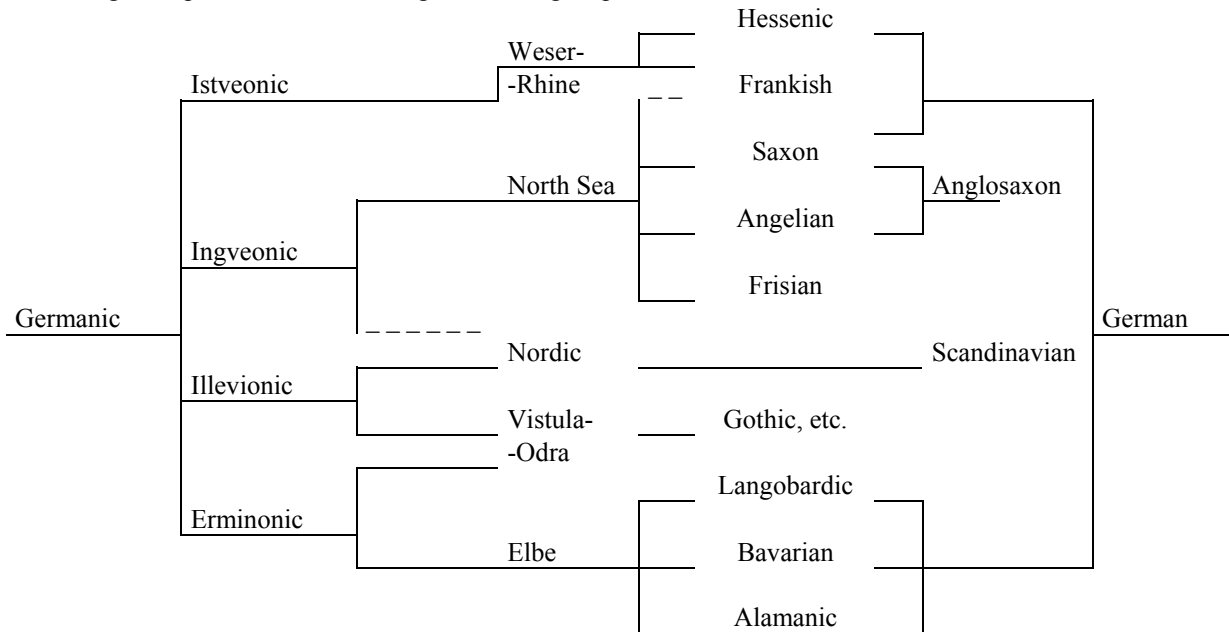 Hessenic
Weser-
-Rhine
Istveonic
Frankish
Saxon
North Sea
Anglosaxon
Angelian
Ingveonic
Frisian
Germanic
German
Nordic
Scandinavian
Illevionic
Vistula-
-Odra
Gothic, etc.
Langobardic
Erminonic
Elbe
Bavarian
Alamanic